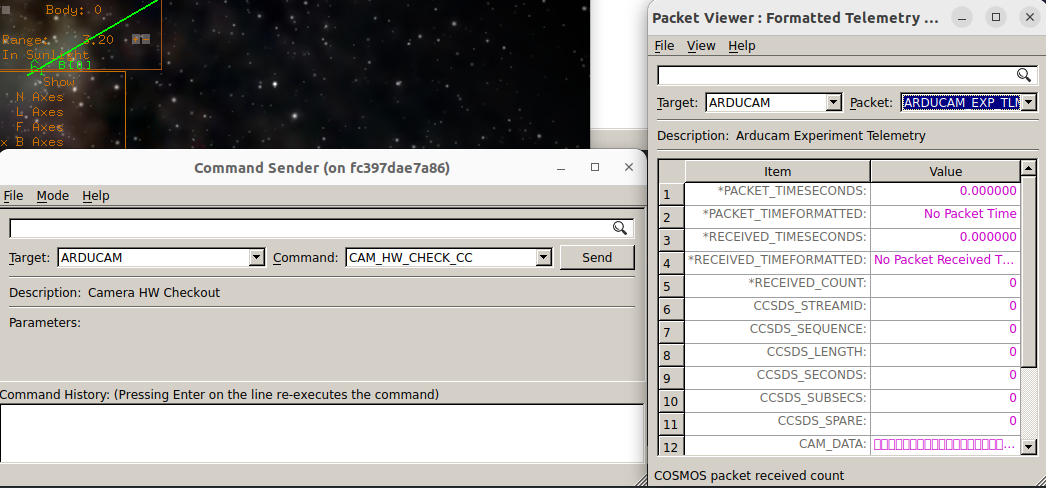 Body: 0
Range: 3.20
In Sunlight
B[0]
Show
N Axes
L Axes
F Axes
x B Axes
Command Sender (on fc397dae7a86)
File Mode Help
Target: ARDUCAM Command: CAM_HW_CHECK_CC Send
Description: Camera HW Checkout
Parameters:
Command History: (Pressing Enter on the line re-executes the command)
Packet Viewer : Formatted Telemetry ...
File View Help
Target: ARDUCAM Packet: ARDUCAM_EXP_TLM
Description: Arducam Experiment Telemetry
Item Value
1 *PACKET_TIMESECONDS: 0.000000
2 *PACKET_TIMEFORMATTED: No Packet Time
3 *RECEIVED_TIMESECONDS: 0.000000
4 *RECEIVED_TIMEFORMATTED: No Packet Received T...
5 *RECEIVED_COUNT: 0
6 CCSDS_STREAMID: 0
7 CCSDS_SEQUENCE: 0
8 CCSDS_LENGTH: 0
9 CCSDS_SECONDS: 0
10 CCSDS_SUBSECS: 0
11 CCSDS_SPARE: 0
12 CAM_DATA:
COSMOS packet received count